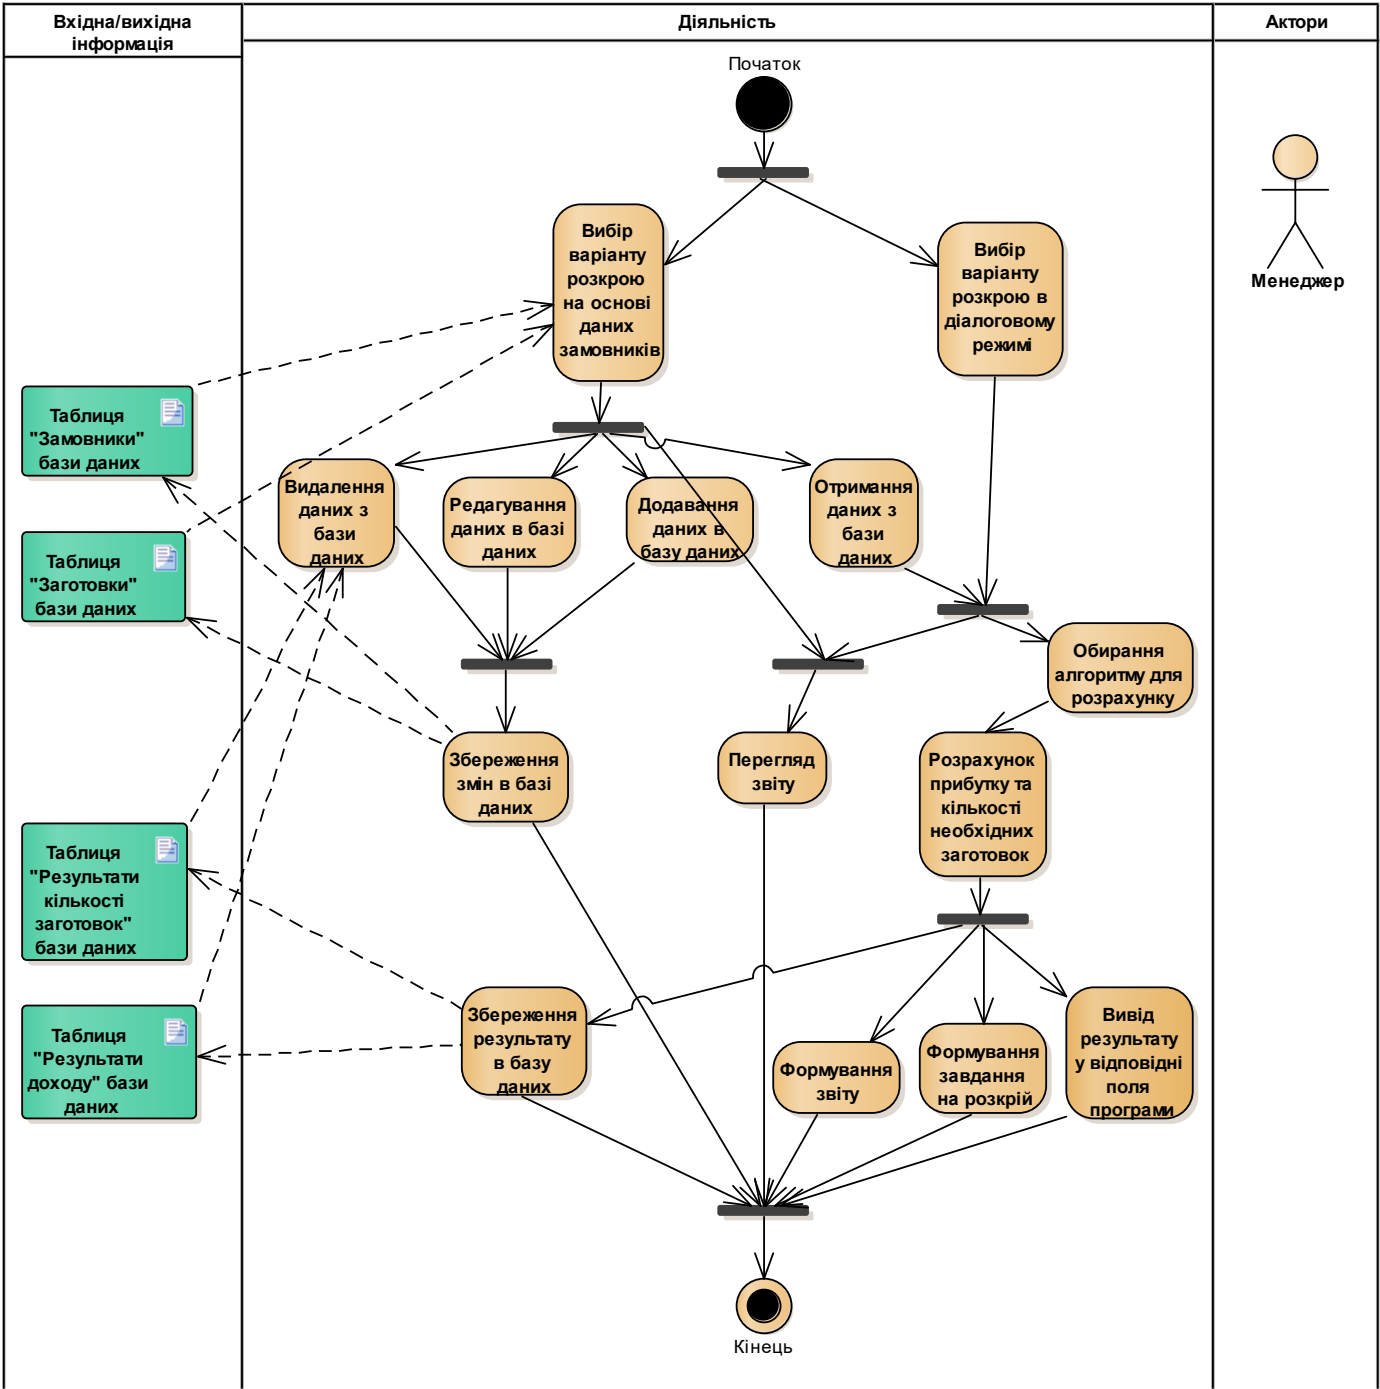 Вхідна/вихідна
інформація
Діяльність
Актори
Початок
Вибір
варіанту
розкрою
на основі
даних
замовників
Вибір
варіанту
розкрою в
діалоговому
режимі
Менеджер
Таблиця
"Замовники"
бази даних
Видалення
даних з
бази
даних
Редагування
даних в базі
даних
Додавання
даних в
базу даних
Отримання
даних з
бази
даних
Таблиця
"Заготовки"
бази даних
Обирання
алгоритму для
розрахунку
Збереження
змін в базі
даних
Перегляд
звіту
Розрахунок
прибутку та
кількості
необхідних
заготовок
Таблиця
"Результати
кількості
заготовок"
бази даних
Таблиця
"Результати
доходу" бази
даних
Збереження
результату
в базу
даних
Формування
звіту
Формування
завдання
на розкрій
Вивід
результату
у відповідні
поля
програми
Кінець